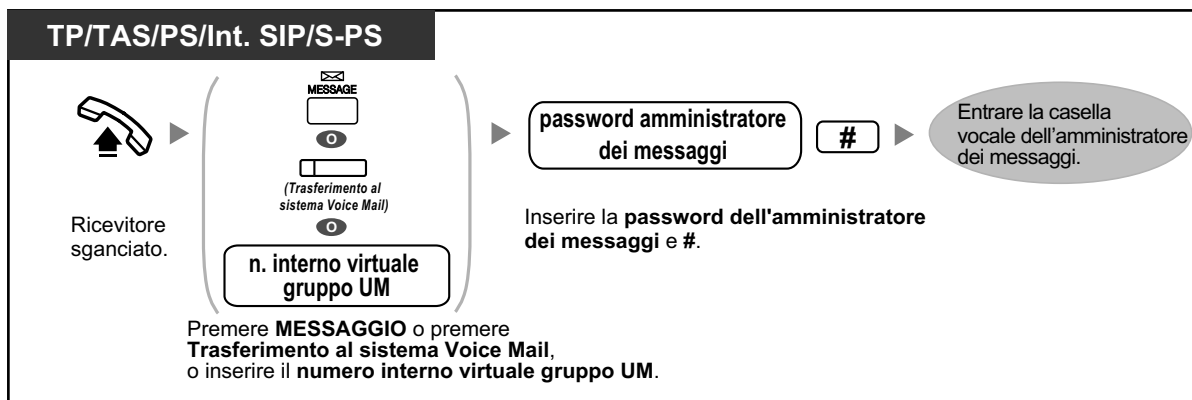 TP/TAS/PS/Int. SIP/S-PS
Ricevitore
sganciato.
MESSAGE
O
(Trasferimento al
sistema Voice Mail)
O
n. interno virtuale
gruppo UM
Premere MESSAGGIO o premere
Trasferimento al sistema Voice Mail,
o inserire il numero interno virtuale gruppo UM.
password amministratore
dei messaggi
#
Inserire la password dell'amministratore
dei messaggi e #.
Entrare la casella
vocale dell’amministratore
dei messaggi.